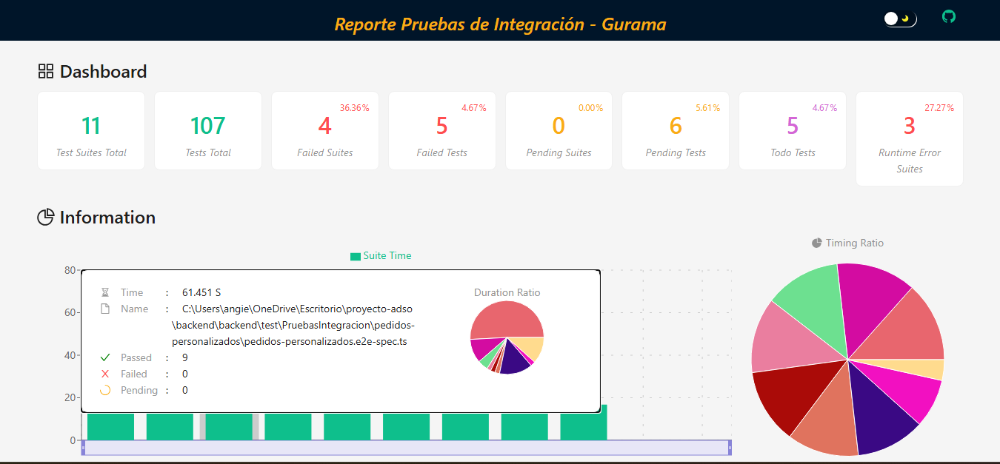 Reporte Pruebas de Integración - Gurama
Dashboard
11
Test Suites Total
107
Tests Total
36.36%
4
Failed Suites
4.67%
5
Failed Tests
0.00%
0
Pending Suites
5.61%
6
Pending Tests
4.67%
5
Todo Tests
27.27%
3
Runtime Error
Suites
Information
Suite Time
80
60
40
20
0
Time : 61.451 S
Name : C:\Users\angie\OneDrive\Escritorio\proyecto-adso
\backend\backend\test\PruebasIntegracion\pedidos-
personalizados\pedidos-personalizados.e2e-spec.ts
Passed : 9
Failed : 0
Pending : 0
Duration Ratio
Timing Ratio